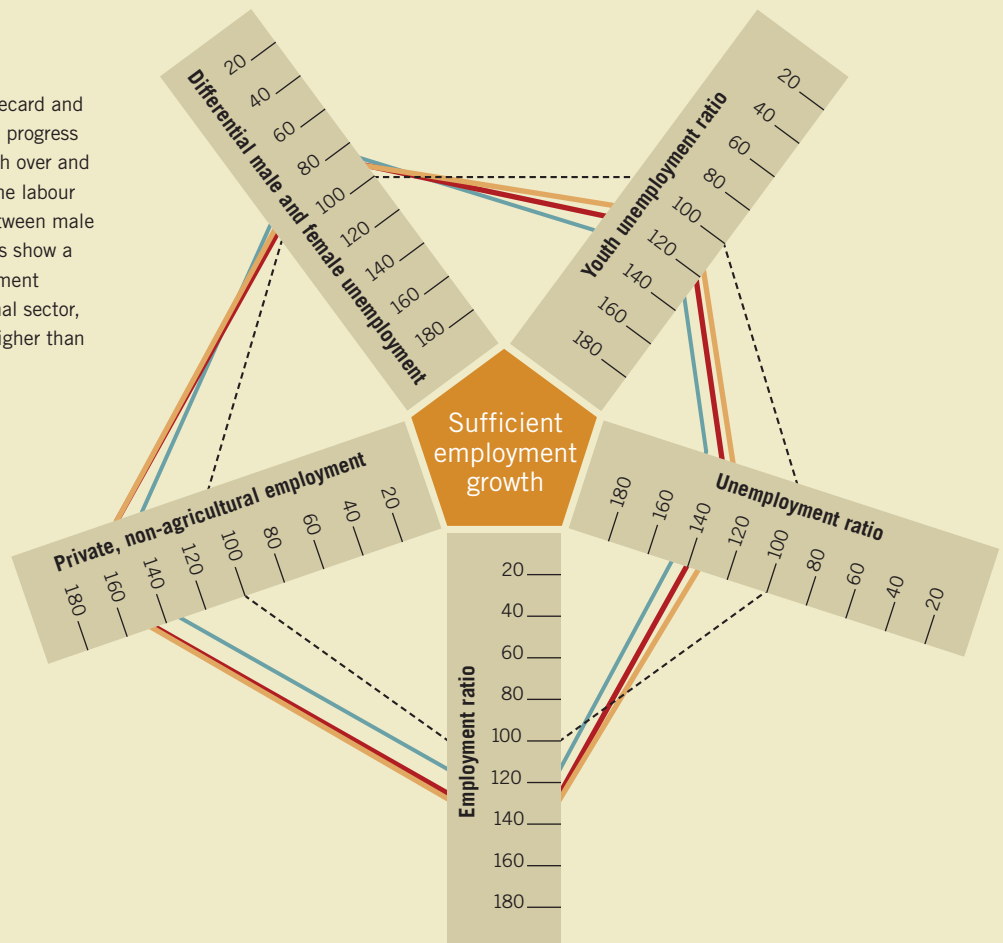 ecard and
progress
h over and
ne labour
tween male
s show a
ment
nal sector,
igher than
Differential male and female unemployment
20
40
60
80
100
120
140
160
180
Youth unemployment ratio
20
40
60
80
100
120
140
160
180
Sufficient
employment
growth
Private, non-agricultural employment
180
160
140
120
100
80
60
40
20
Unemployment ratio
180
160
140
120
100
80
60
40
20
Employment ratio
20
40
60
80
100
120
140
160
180